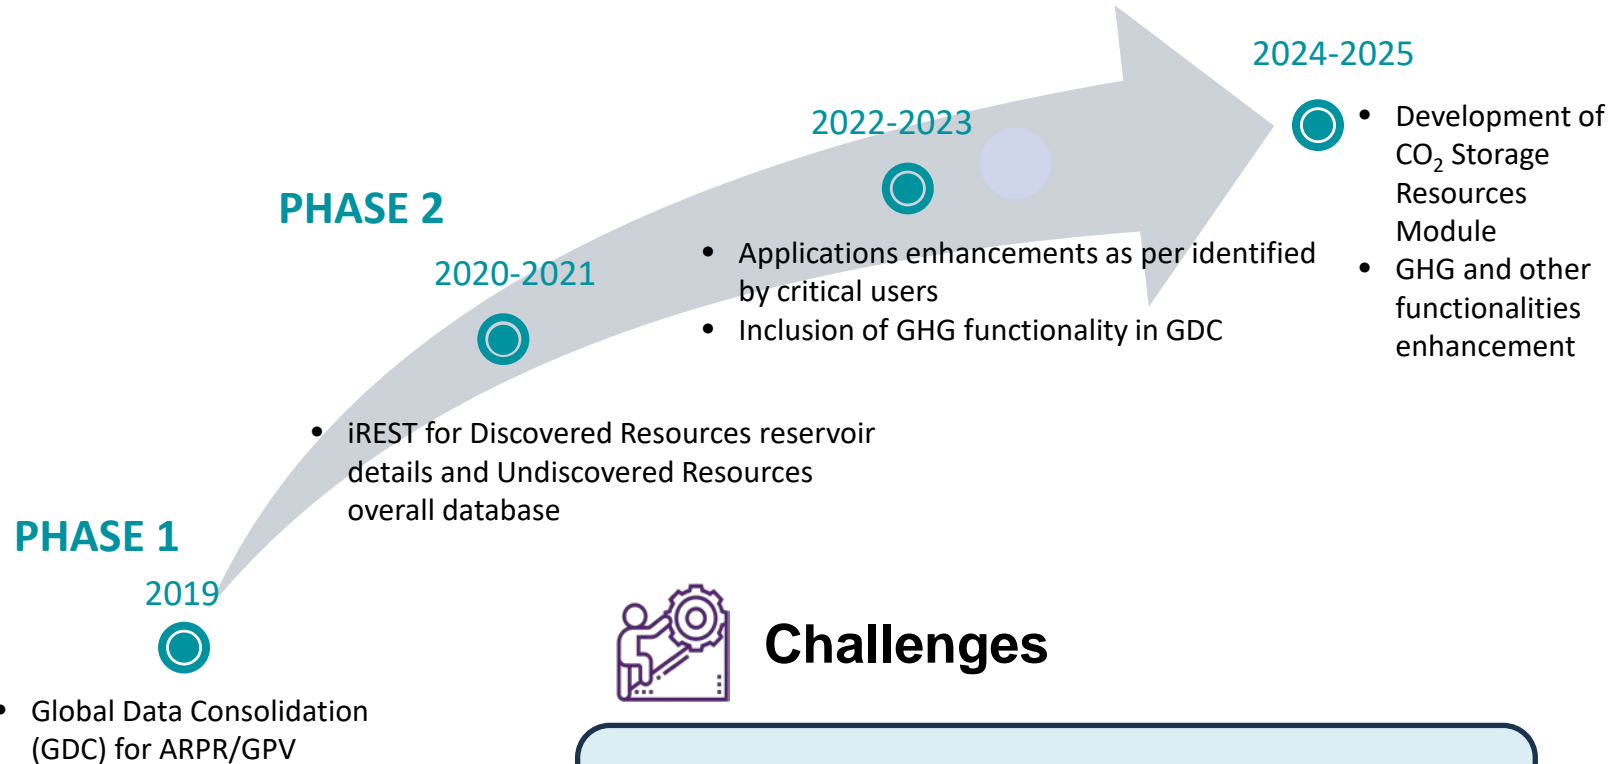 2024-2025
• Development of
CO₂ Storage
Resources
Module
• GHG and other
functionalities
enhancement
2022-2023
• Applications enhancements as per identified
by critical users
• Inclusion of GHG functionality in GDC
PHASE 2
2020-2021
• iREST for Discovered Resources reservoir
details and Undiscovered Resources
overall database
PHASE 1
2019
• Global Data Consolidation
(GDC) for ARPR/GPV
Challenges